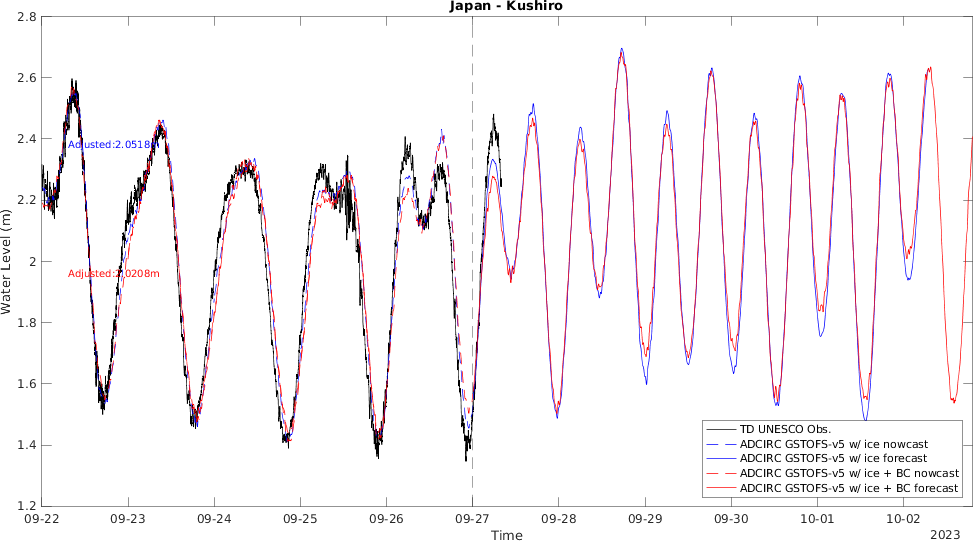 Japan - Kushiro
2.8
2.6
2.4
2.2
2
1.8
1.6
1.4
1.2
Water Level (m)
Adjusted:2.0518m
Adjusted:2.0208m
TD UNESCO Obs.
ADCIRC GSTOFS-v5 w/ ice nowcast
ADCIRC GSTOFS-v5 w/ ice forecast
ADCIRC GSTOFS-v5 w/ ice + BC nowcast
ADCIRC GSTOFS-v5 w/ ice + BC forecast
09-22 09-23 09-24 09-25 09-26 09-27 09-28 09-29 09-30 10-01 10-02
Time
2023